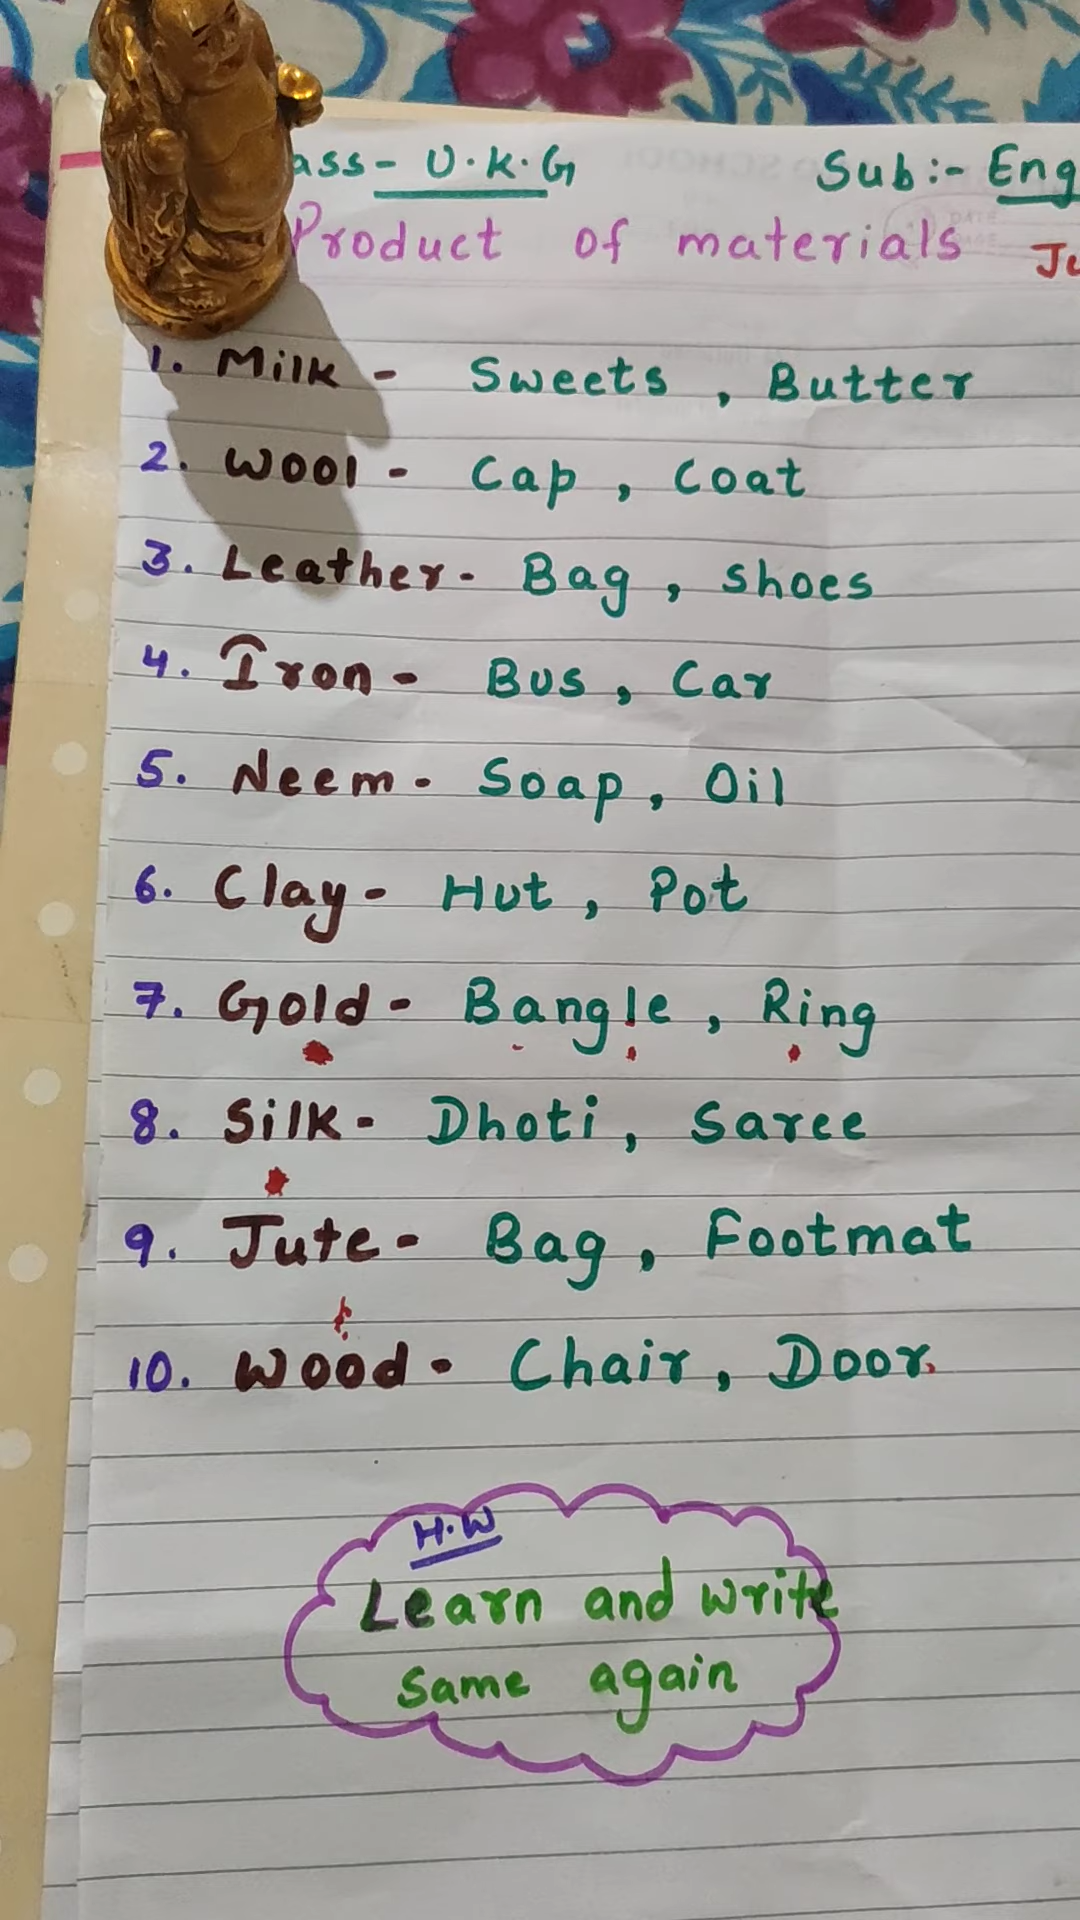 ass- U.K.G Sub:- Eng
Product of materials Ju
1. Milk - Sweets, Butter
2. Wool - Cap, Coat
3. Leather- Bag, Shoes
4. Iron - Bus, Car
5. Neem- Soap, Oil
6. Clay- Hut, Pot
7. Gold- Bangle, Ring
8. Silk- Dhoti, Saree
9. Jute- Bag, Footmat
10. Wood- Chair, Door.
H.W
Learn and write
same again